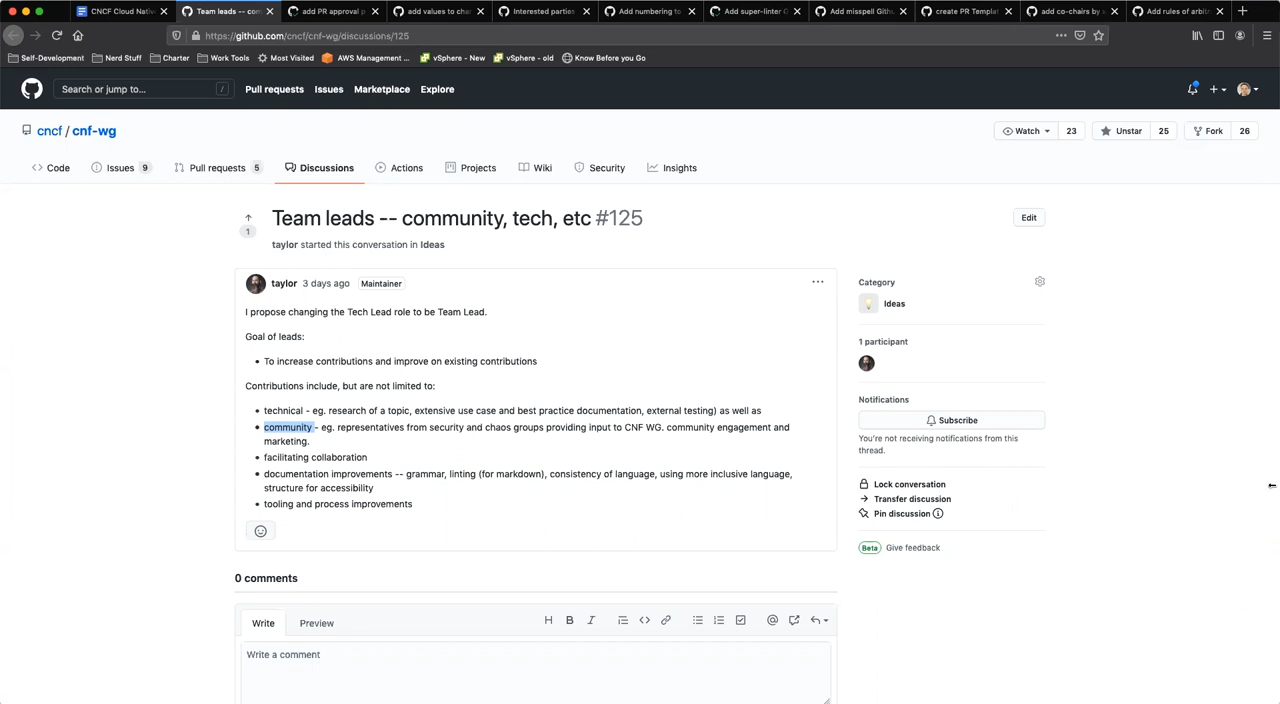 CNCF Cloud Nativ
Team leads -- com
add PR approval p
add values to cha
Interested parties
Add numbering to
Add super-linter G
Add misspell Gith
create PR Templat
add co-chairs by
Add rules of arbit
https://github.com/cncf/cnf-wg/discussions/125
Self-Development
Nerd Stuff
Charter
Work Tools
Most Visited
AWS Management ...
vSphere - New
vSphere - old
Know Before you Go
Search or jump to...
/
Pull requests
Issues
Marketplace
Explore
cncf / cnf-wg
Watch 23
Unstar 25
Fork 26
Code
Issues 9
Pull requests 5
Discussions
Actions
Projects
Wiki
Security
Insights
1
Team leads -- community, tech, etc #125
Edit
taylor started this conversation in Ideas
taylor 3 days ago Maintainer
I propose changing the Tech Lead role to be Team Lead.
Goal of leads:
• To increase contributions and improve on existing contributions
Contributions include, but are not limited to:
• technical - eg. research of a topic, extensive use case and best practice documentation, external testing) as well as
• community - eg. representatives from security and chaos groups providing input to CNF WG. community engagement and
marketing.
• facilitating collaboration
• documentation improvements -- grammar, linting (for markdown), consistency of language, using more inclusive language,
structure for accessibility
• tooling and process improvements
Category
Ideas
1 participant
Notifications
Subscribe
You're not receiving notifications from this
thread.
Lock conversation
Transfer discussion
Pin discussion
Beta Give feedback
0 comments
Write
Preview
Write a comment